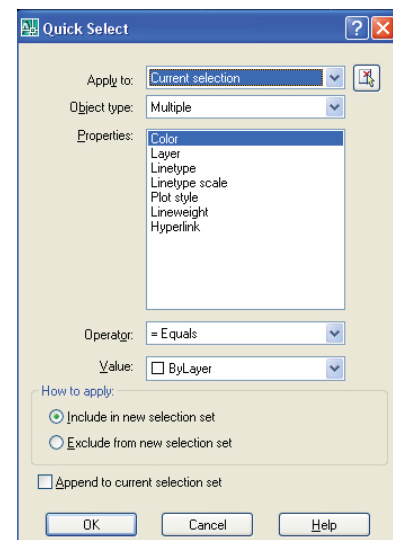 Quick Select
Apply to: Current selection
Object type: Multiple
Properties: Color
Layer
Linetype
Linetype scale
Plot style
Lineweight
Hyperlink
Operator: = Equals
Value: ByLayer
How to apply:
Include in new selection set
Exclude from new selection set
Append to current selection set
OK Cancel Help